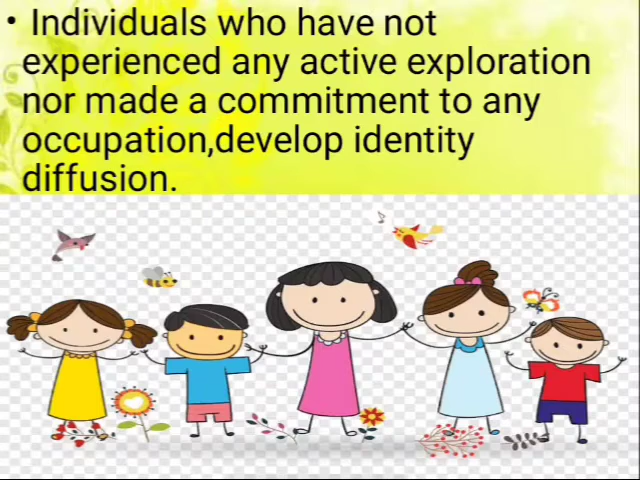 • Individuals who have not
experienced any active exploration
nor made a commitment to any
occupation,develop identity
diffusion.